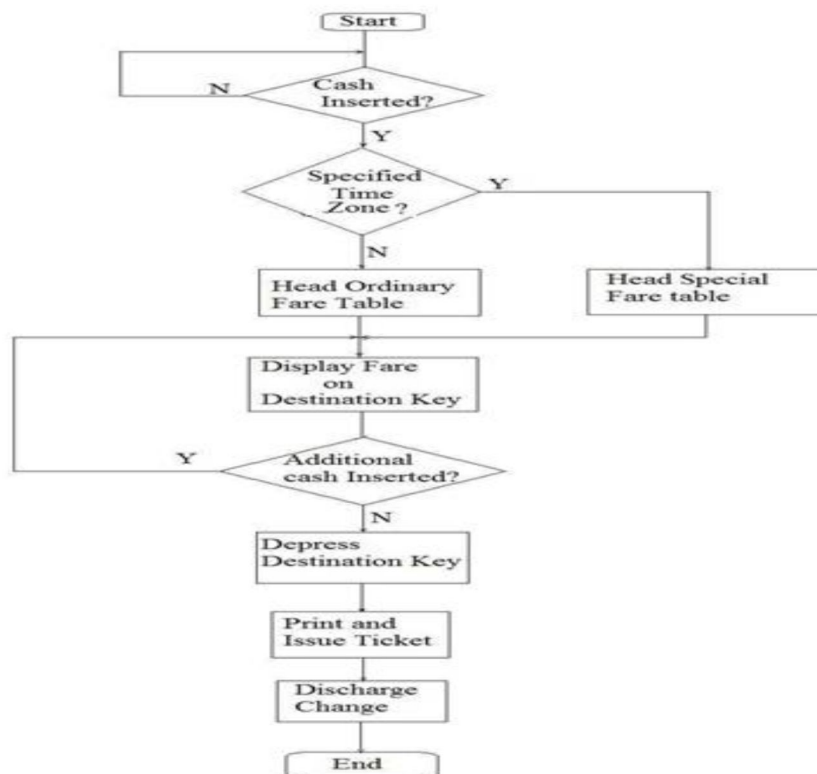 Start
Cash
Inserted?
N
Y
Specified
Time
Zone ?
Y
N
Head Ordinary
Fare Table
Head Special
Fare table
Display Fare
on
Destination Key
Additional
cash Inserted?
Y
N
Depress
Destination Key
Print and
Issue Ticket
Discharge
Change
End